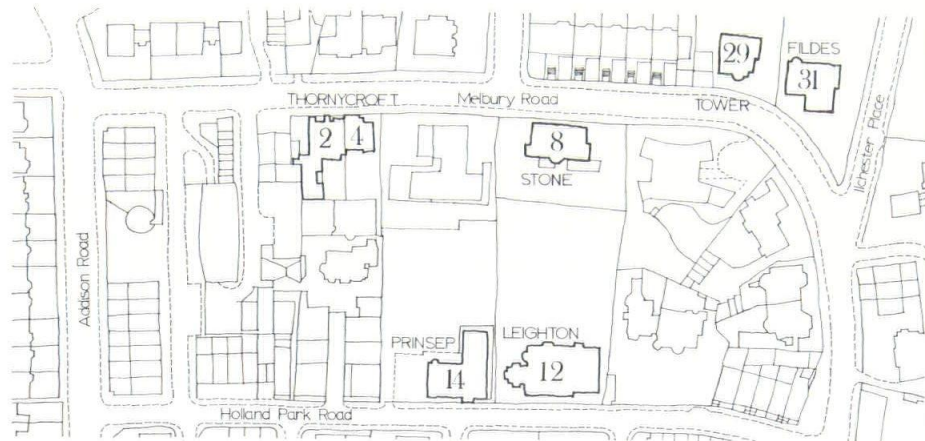 29
FILDES
31
THORNYCROFT
Melbury Road
TOWER
2
4
8
STONE
Ilchester Place
Addison Road
PRINSEP
LEIGHTON
14
12
Holland Park Road